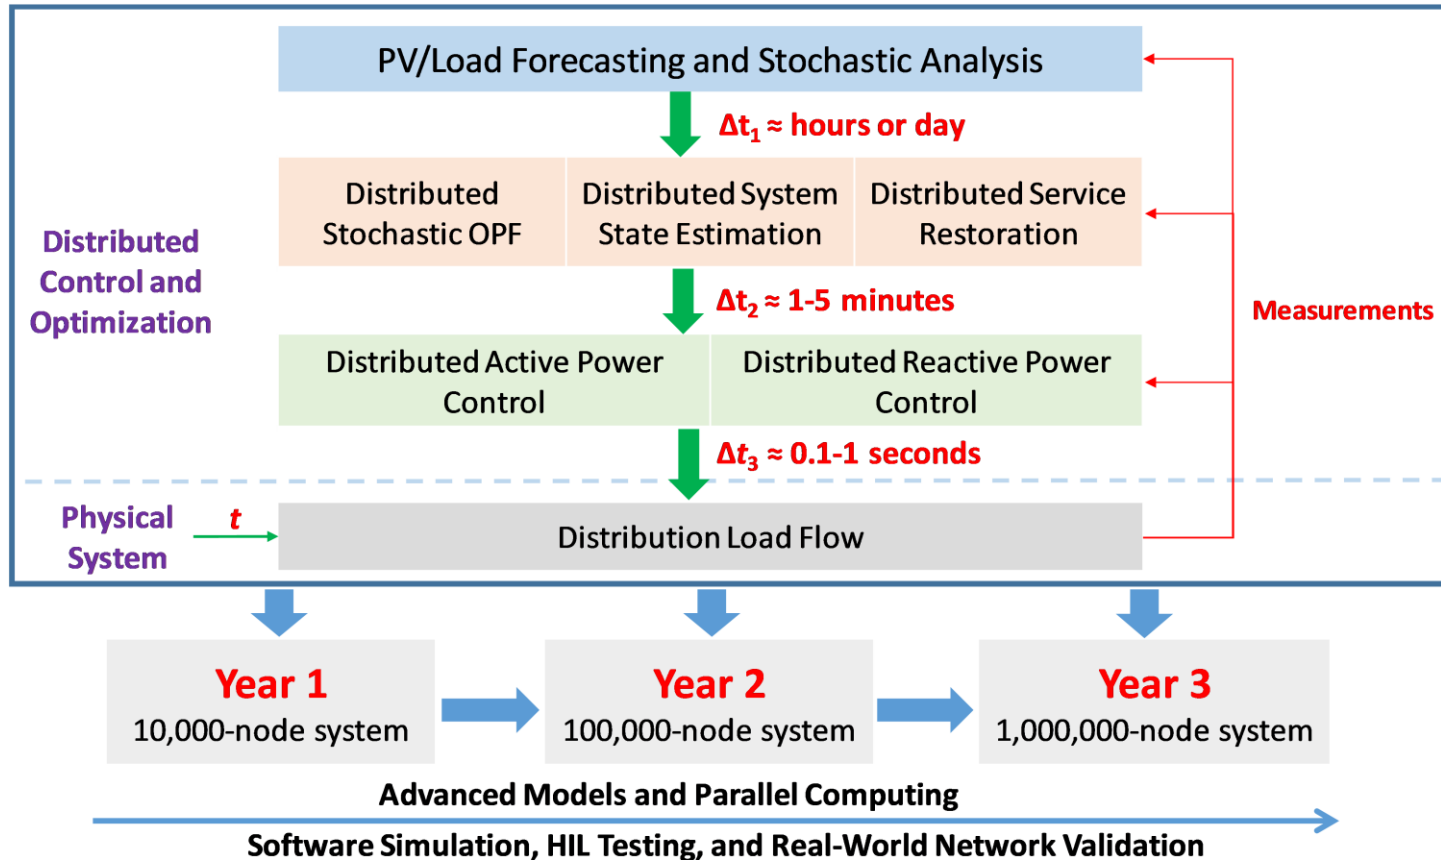 PV/Load Forecasting and Stochastic Analysis
Δt₁ ≈ hours or day
Distributed
Stochastic OPF
Distributed System
State Estimation
Distributed Service
Restoration
Distributed
Control and
Optimization
Δt₂ ≈ 1-5 minutes
Measurements
Distributed Active Power
Control
Distributed Reactive Power
Control
Δt₃ ≈ 0.1-1 seconds
Physical
System
t
Distribution Load Flow
Year 1
10,000-node system
Year 2
100,000-node system
Year 3
1,000,000-node system
Advanced Models and Parallel Computing
Software Simulation, HIL Testing, and Real-World Network Validation